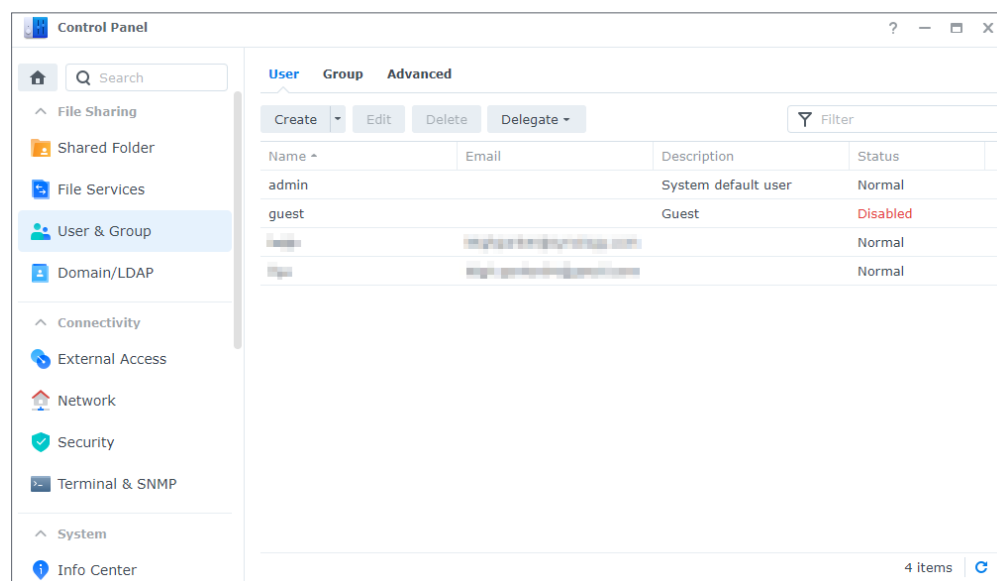 Control Panel
?
Search
User Group Advanced
File Sharing
Shared Folder
File Services
User & Group
Domain/LDAP
Connectivity
External Access
Network
Security
Terminal & SNMP
System
Info Center
Create Edit Delete Delegate Filter
Name Email Description Status
admin System default user Normal
guest Guest Disabled
Normal
Normal
4 items